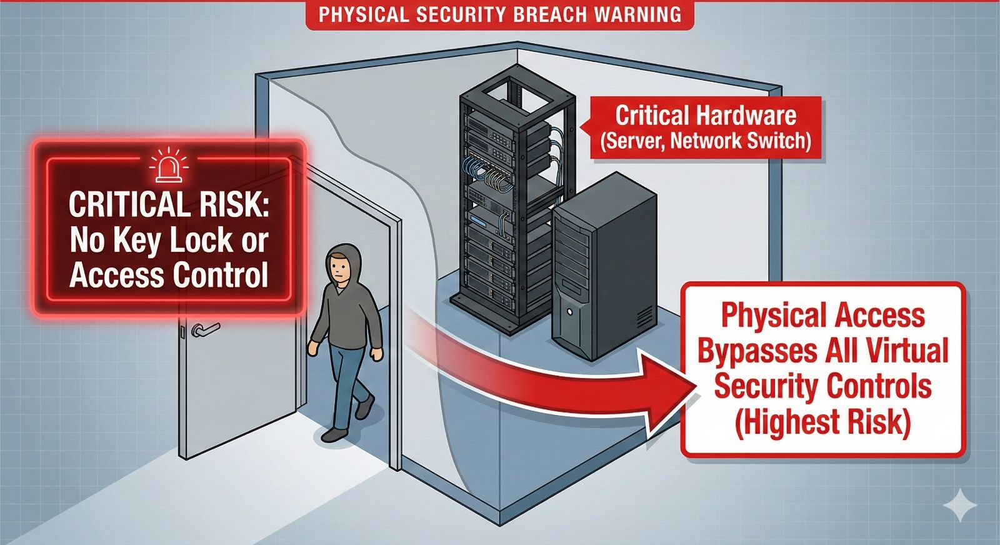 PHYSICAL SECURITY BREACH WARNING
CRITICAL RISK:
No Key Lock or
Access Control
Critical Hardware
(Server, Network Switch)
Physical Access
Bypasses All Virtual
Security Controls
(Highest Risk)